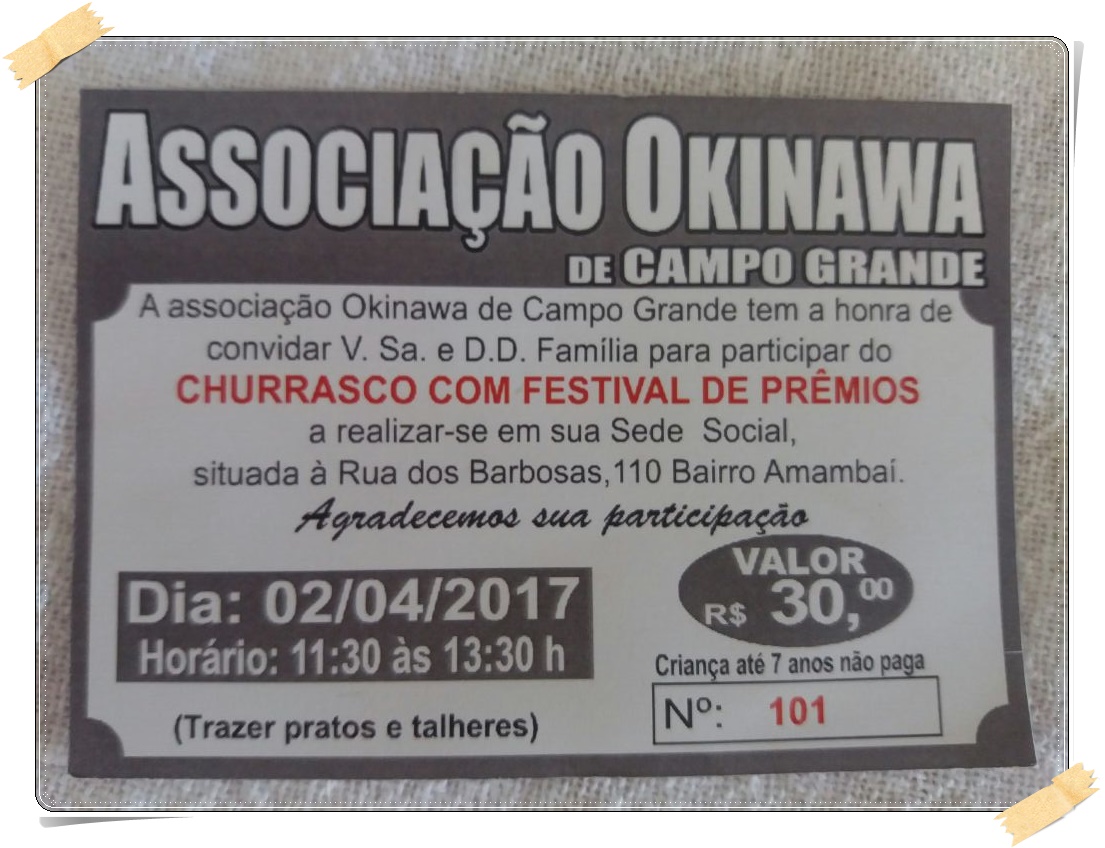 ASSOCIAÇÃO OKINAWA
DE CAMPO GRANDE
A associação Okinawa de Campo Grande tem a honra de
convidar V. Sa. e D.D. Família para participar do
CHURRASCO COM FESTIVAL DE PRÊMIOS
a realizar-se em sua Sede Social,
situada à Rua dos Barbosas,110 Bairro Amambaí.
Agradecemos sua participação
Dia: 02/04/2017
Horário: 11:30 às 13:30 h
(Trazer pratos e talheres)
VALOR
R$ 30,00
Criança até 7 anos não paga
Nº: 101